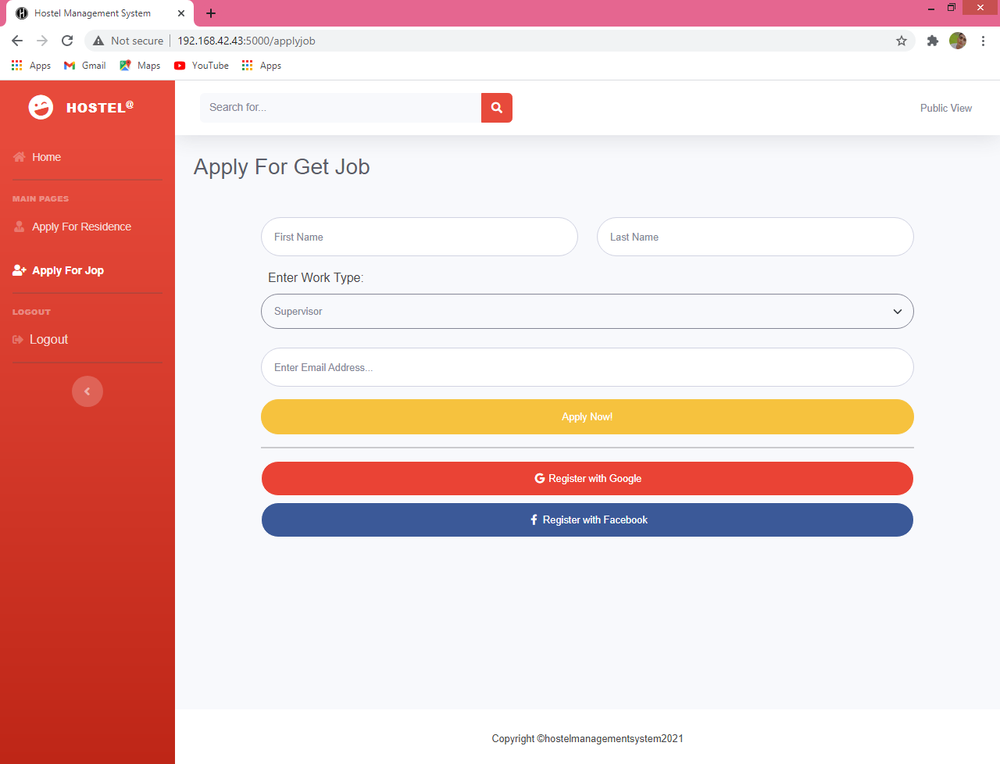 Hostel Management System
Not secure
192.168.42.43:5000/applyjob
Apps
Gmail
Maps
YouTube
Apps
HOSTEL@
Search for...
Public View
Home
MAIN PAGES
Apply For Residence
Apply For Jop
LOGOUT
Logout
Apply For Get Job
First Name
Last Name
Enter Work Type:
Supervisor
Enter Email Address...
Apply Now!
Register with Google
Register with Facebook
Copyright ©hostelmanagementsystem2021